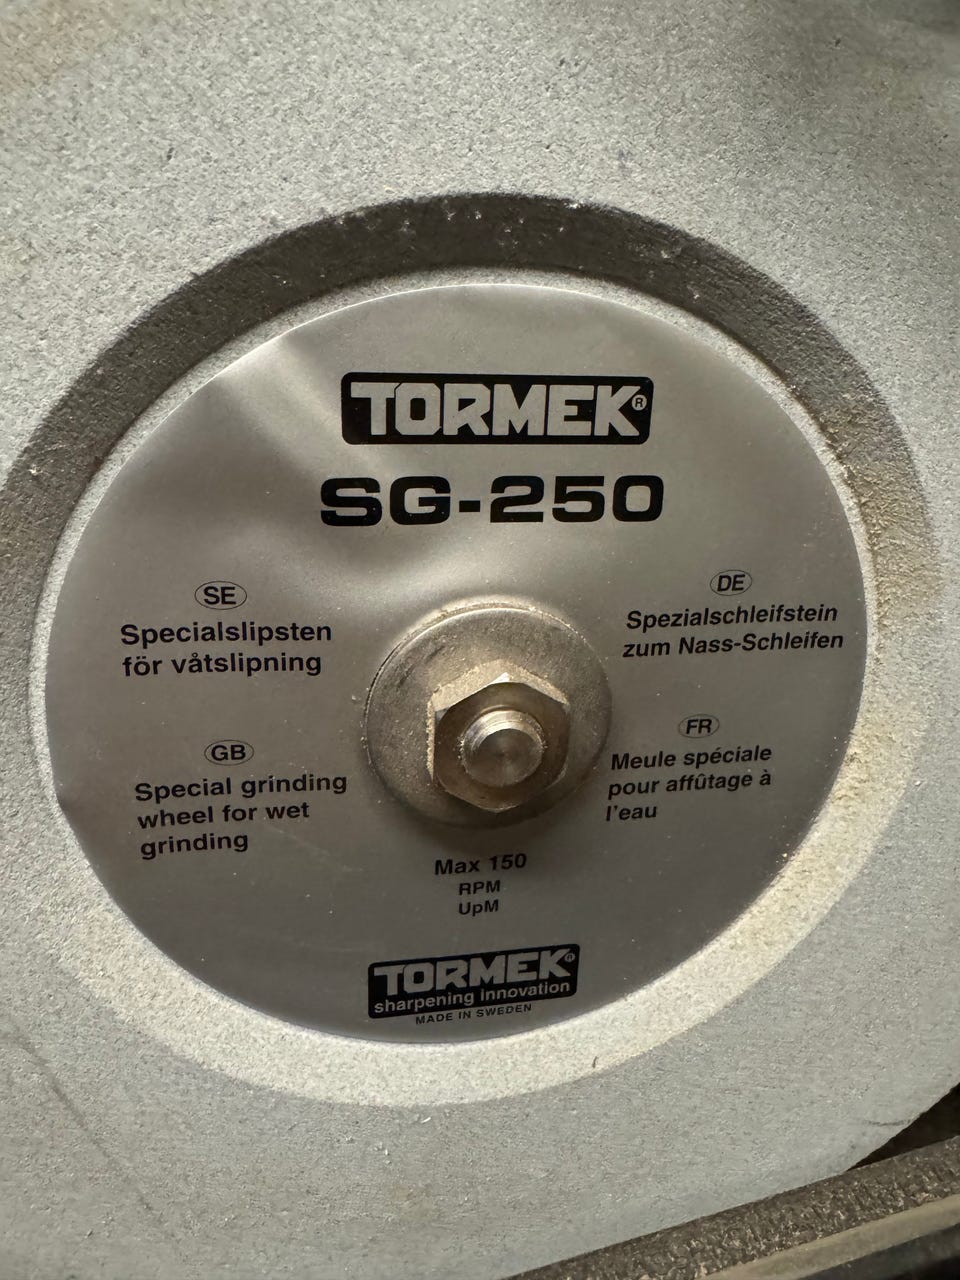 TORMEK®
SG-250
SE
Specialslipsten
för våtslipning
DE
Spezialschleifstein
zum Nass-Schleifen
GB
Special grinding
wheel for wet
grinding
FR
Meule spéciale
pour affûtage à
l'eau
Max 150
RPM
UpM
TORMEK®
sharpening innovation
MADE IN SWEDEN